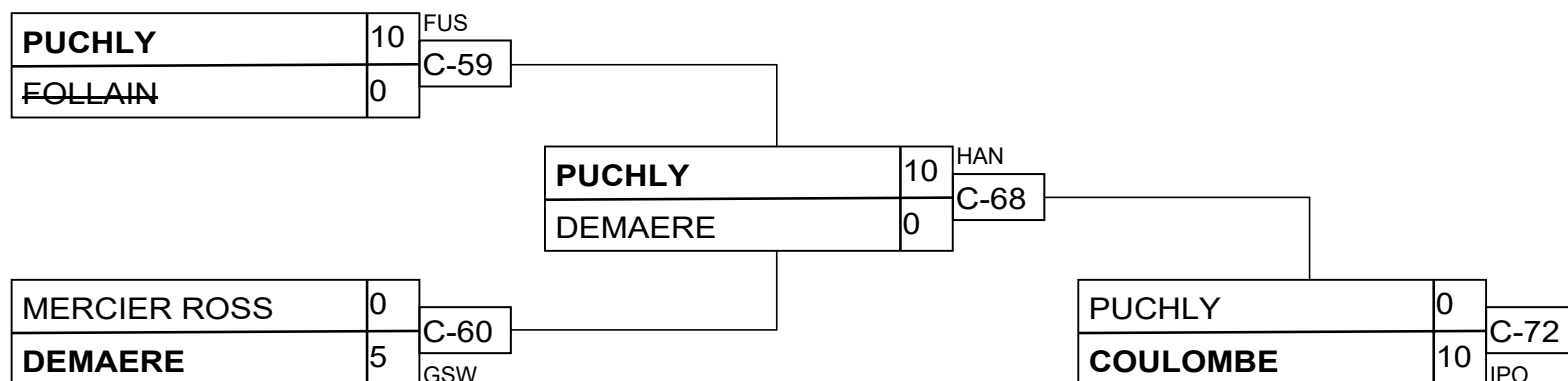 PUCHLY 10 FUS
C-59
FOLLAIN 0
PUCHLY 10 HAN
C-68
DEMAERE 0
MERCIER ROSS 0
C-60
DEMAERE 5 GSW
PUCHLY 0
C-72
COULOMBE 10 IPO